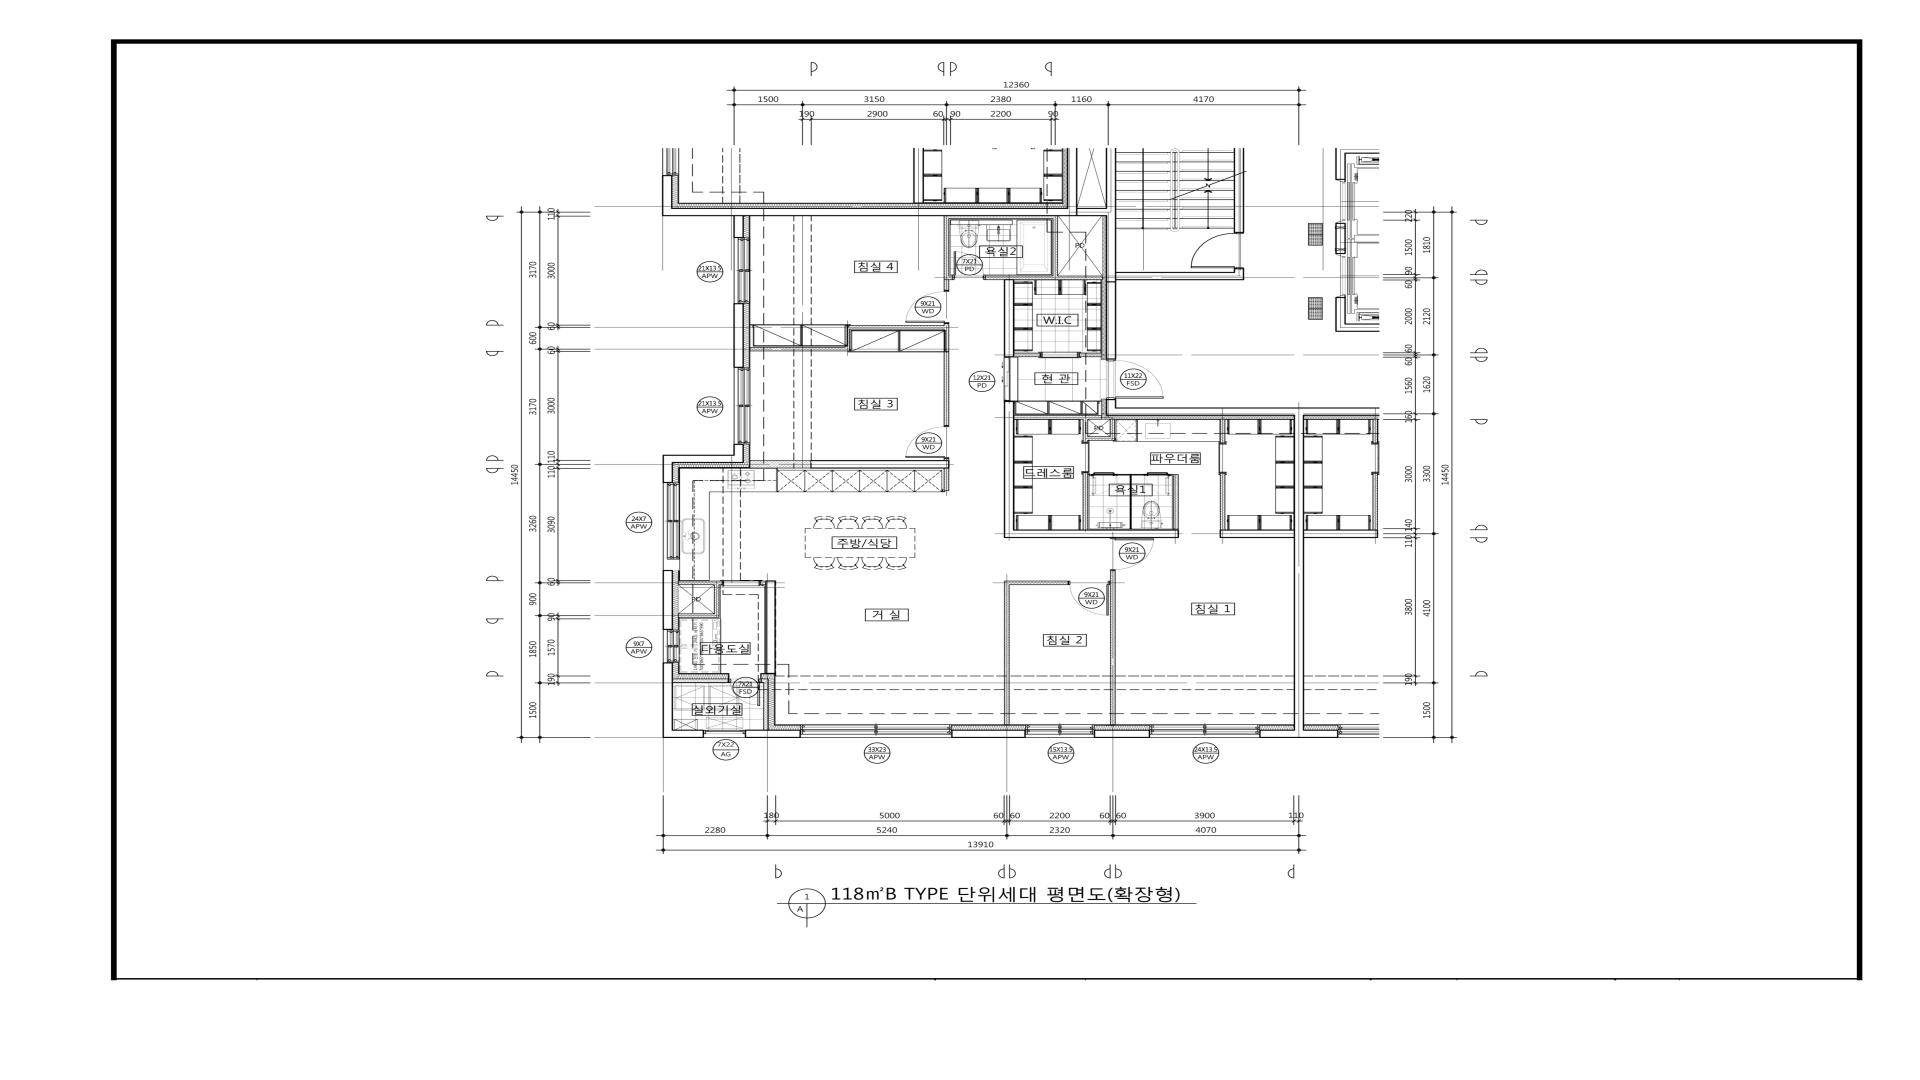 12360
1500 3150 2380 1160 4170
190 2900 60 90 2200 90
110
3170 3000
60
600
60
3170 3000
110
110
14450
3260 3090
60
900
90
1850 1570
190
1500
220
1500 1810
90
60
2000 2120
60
60
1560 1620
160
3000 3300
14450
140
110
3800 4100
190
1500
21X13.5
APW
침실 4
욕실2
7X21
PD
PD
9X21
WD
W.I.C
12X21
PD
현 관
11X22
FSD
21X13.5
APW
침실 3
9X21
WD
PD
드레스룸
파우더룸
욕실1
24X7
APW
주방/식당
9X21
WD
PD
거 실
9X21
WD
침실 1
침실 2
9X7
APW
다용도실
7X21
FSD
실외기실
7X22
AG
33X23
APW
15X13.5
APW
24X13.5
APW
180 5000 60 60 2200 60 60 3900 110
2280 5240 2320 4070
13910
1
A
118㎡B TYPE 단위세대 평면도(확장형)